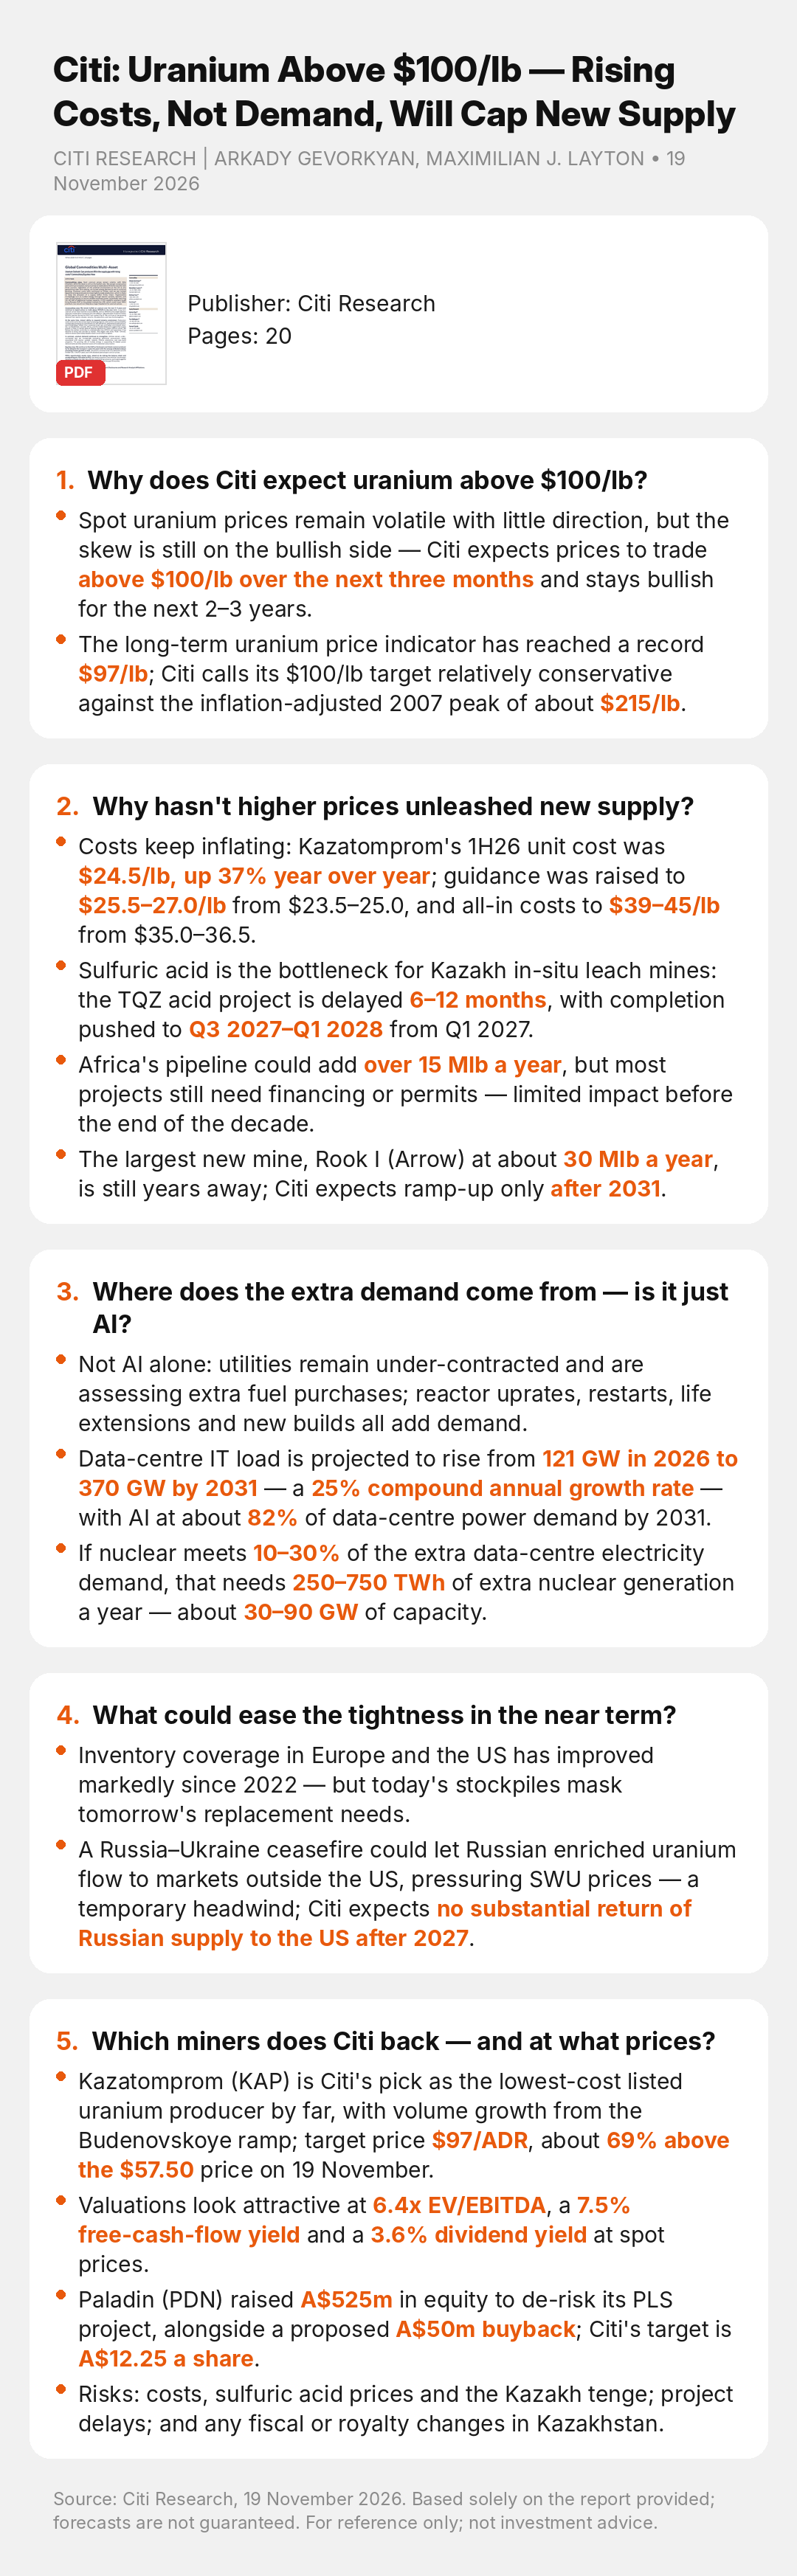 Citi: Uranium Above $100/lb — Rising
Costs, Not Demand, Will Cap New Supply
CITI RESEARCH | ARKADY GEVORKYAN, MAXIMILIAN J. LAYTON • 19
November 2026
citi
Global Commodities Multi-Asset
PDF
Publisher: Citi Research
Pages: 20
1. Why does Citi expect uranium above $100/lb?
Spot uranium prices remain volatile with little direction, but the
skew is still on the bullish side — Citi expects prices to trade
above $100/lb over the next three months and stays bullish
for the next 2–3 years.
The long-term uranium price indicator has reached a record
$97/lb; Citi calls its $100/lb target relatively conservative
against the inflation-adjusted 2007 peak of about $215/lb.
2. Why hasn't higher prices unleashed new supply?
Costs keep inflating: Kazatomprom's 1H26 unit cost was
$24.5/lb, up 37% year over year; guidance was raised to
$25.5–27.0/lb from $23.5–25.0, and all-in costs to $39–45/lb
from $35.0–36.5.
Sulfuric acid is the bottleneck for Kazakh in-situ leach mines:
the TQZ acid project is delayed 6–12 months, with completion
pushed to Q3 2027–Q1 2028 from Q1 2027.
Africa's pipeline could add over 15 Mlb a year, but most
projects still need financing or permits — limited impact before
the end of the decade.
The largest new mine, Rook I (Arrow) at about 30 Mlb a year,
is still years away; Citi expects ramp-up only after 2031.
3. Where does the extra demand come from — is it just
AI?
Not AI alone: utilities remain under-contracted and are
assessing extra fuel purchases; reactor uprates, restarts, life
extensions and new builds all add demand.
Data-centre IT load is projected to rise from 121 GW in 2026 to
370 GW by 2031 — a 25% compound annual growth rate —
with AI at about 82% of data-centre power demand by 2031.
If nuclear meets 10–30% of the extra data-centre electricity
demand, that needs 250–750 TWh of extra nuclear generation
a year — about 30–90 GW of capacity.
4. What could ease the tightness in the near term?
Inventory coverage in Europe and the US has improved
markedly since 2022 — but today's stockpiles mask
tomorrow's replacement needs.
A Russia–Ukraine ceasefire could let Russian enriched uranium
flow to markets outside the US, pressuring SWU prices — a
temporary headwind; Citi expects no substantial return of
Russian supply to the US after 2027.
5. Which miners does Citi back — and at what prices?
Kazatomprom (KAP) is Citi's pick as the lowest-cost listed
uranium producer by far, with volume growth from the
Budenovskoye ramp; target price $97/ADR, about 69% above
the $57.50 price on 19 November.
Valuations look attractive at 6.4x EV/EBITDA, a 7.5%
free-cash-flow yield and a 3.6% dividend yield at spot
prices.
Paladin (PDN) raised A$525m in equity to de-risk its PLS
project, alongside a proposed A$50m buyback; Citi's target is
A$12.25 a share.
Risks: costs, sulfuric acid prices and the Kazakh tenge; project
delays; and any fiscal or royalty changes in Kazakhstan.
Source: Citi Research, 19 November 2026. Based solely on the report provided;
forecasts are not guaranteed. For reference only; not investment advice.